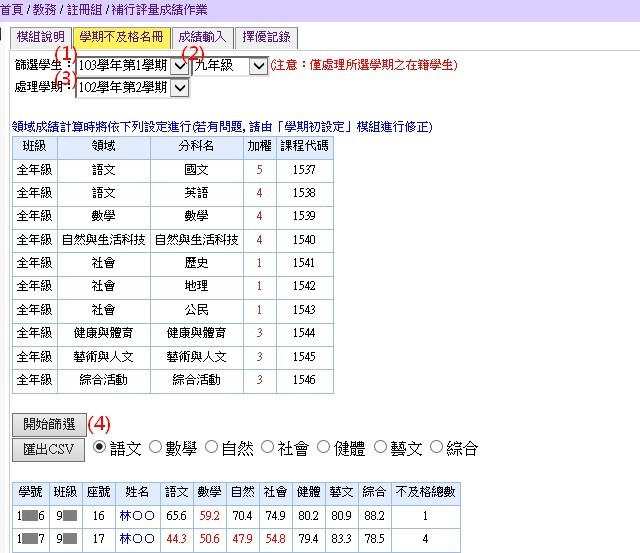 首頁 / 教務 / 註冊組 / 補行評量成績作業
模組說明 學期不及格名冊 成績輸入 擇優記錄
(1) (2)
篩選學生：103學年第1學期 九年級 (注意：僅處理所選學期之在籍學生)
(3)
處理學期：102學年第2學期
領域成績計算時將依下列設定進行(若有問題, 請由「學期初設定」模組進行修正)
班級 領域 分科名 加權 課程代碼
全年級 語文 國文 5 1537
全年級 語文 英語 4 1538
全年級 數學 數學 4 1539
全年級 自然與生活科技 自然與生活科技 4 1540
全年級 社會 歷史 1 1541
全年級 社會 地理 1 1542
全年級 社會 公民 1 1543
全年級 健康與體育 健康與體育 3 1544
全年級 藝術與人文 藝術與人文 3 1545
全年級 綜合活動 綜合活動 3 1546
開始篩選 (4)
匯出CSV 語文 數學 自然 社會 健體 藝文 綜合
學號 班級 座號 姓名 語文 數學 自然 社會 健體 藝文 綜合 不及格總數
1 6 9 16 林〇〇 65.6 59.2 70.4 74.9 80.2 80.9 88.2 1
1 7 9 17 林〇〇 44.3 50.6 47.9 54.8 79.4 83.3 78.5 4